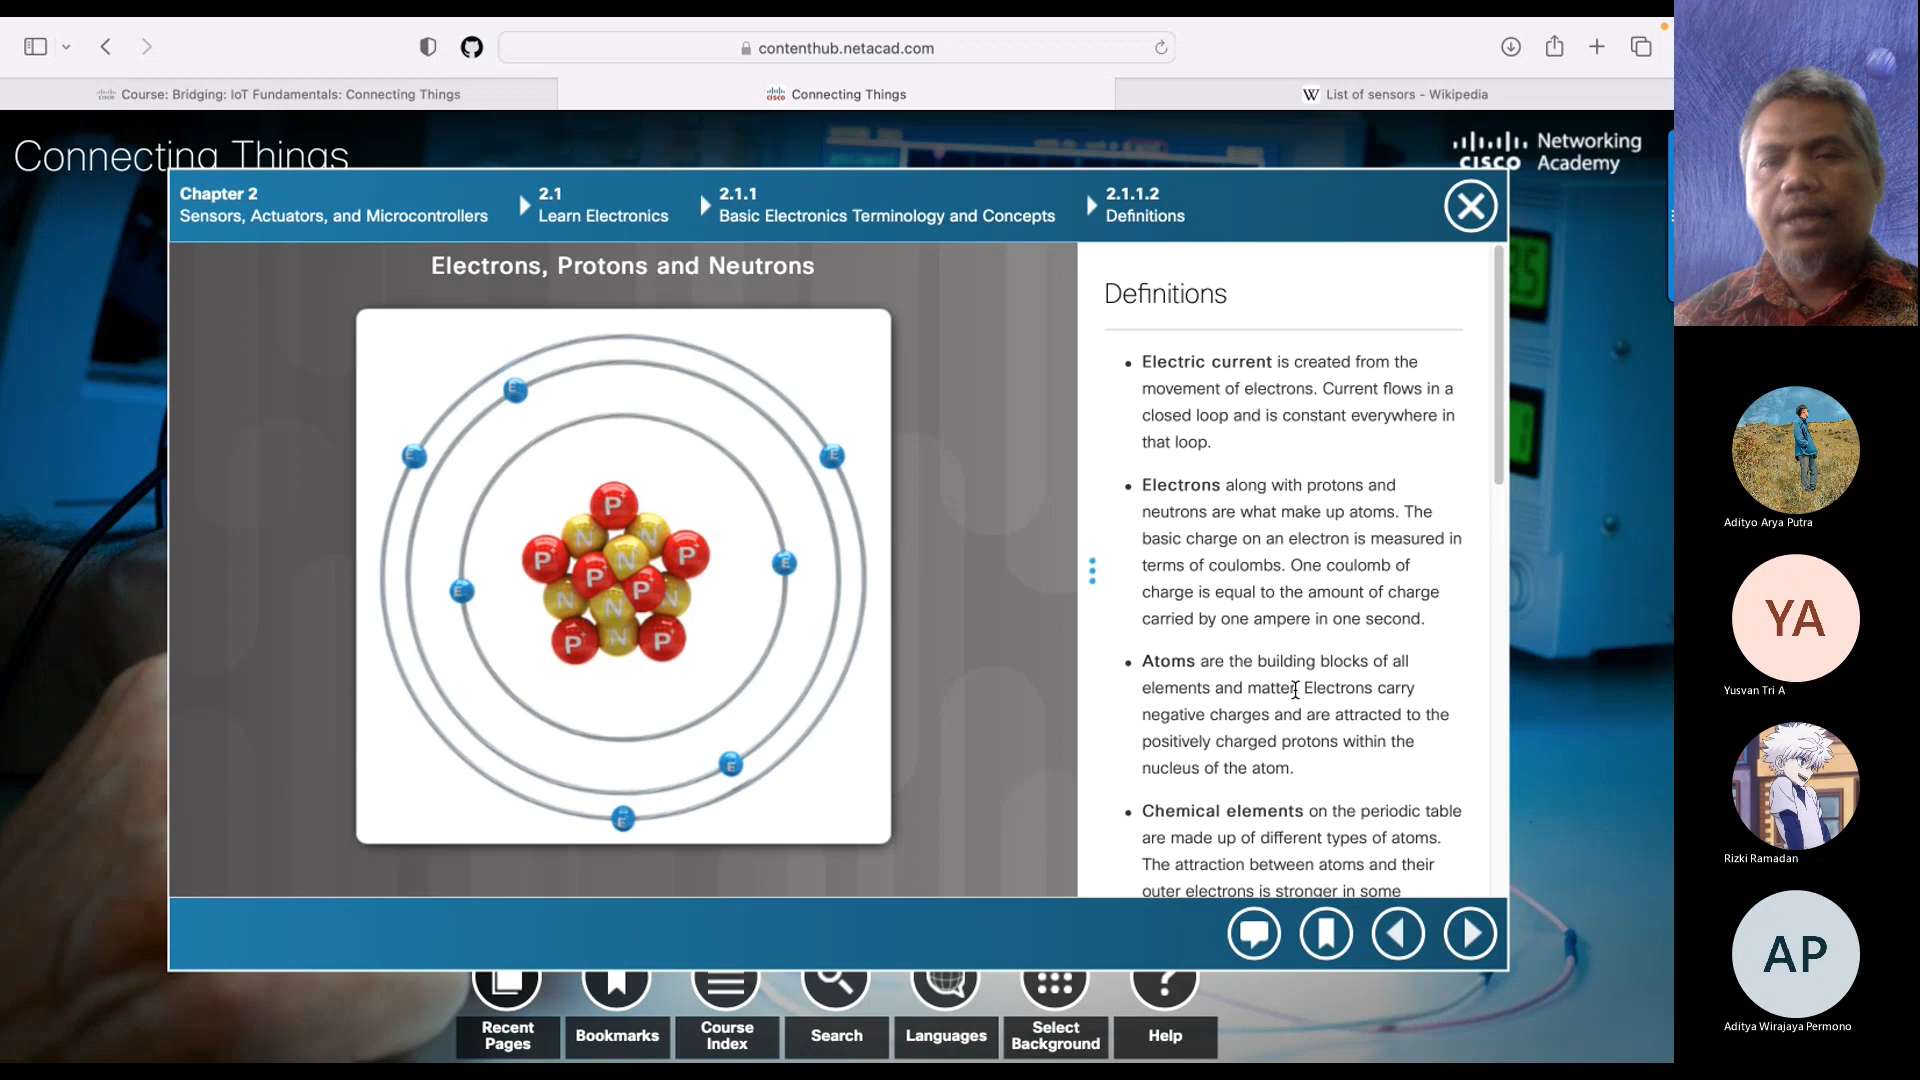 contenthub.netacad.com
Course: Bridging: IoT Fundamentals: Connecting Things
Connecting Things
List of sensors - Wikipedia
Connecting Things
CISCO
Networking
Academy
Chapter 2
Sensors, Actuators, and Microcontrollers
2.1
Learn Electronics
2.1.1
Basic Electronics Terminology and Concepts
2.1.1.2
Definitions
Electrons, Protons and Neutrons
E
E
E
E
E
E
E
P+
N
N
P+
N
P+
P
P
N
N
N
P+
N
P+
Definitions
• Electric current is created from the
movement of electrons. Current flows in a
closed loop and is constant everywhere in
that loop.
• Electrons along with protons and
neutrons are what make up atoms. The
basic charge on an electron is measured in
terms of coulombs. One coulomb of
charge is equal to the amount of charge
carried by one ampere in one second.
• Atoms are the building blocks of all
elements and matter. Electrons carry
negative charges and are attracted to the
positively charged protons within the
nucleus of the atom.
• Chemical elements on the periodic table
are made up of different types of atoms.
The attraction between atoms and their
outer electrons is stronger in some
Recent
Pages
Bookmarks
Course
Index
Search
Languages
Select
Background
Help
Adityo Arya Putra
YA
Yusvan Tri A
Rizki Ramadan
AP
Aditya Wirajaya Permono